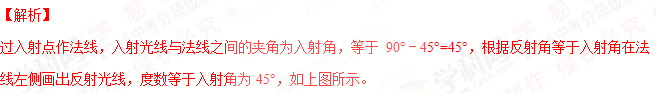 【解析】
过入射点作法线，入射光线与法线之间的夹角为入射角，等于 90°﹣45°=45°，根据反射角等于入射角在法
线左侧画出反射光线，度数等于入射角为 45°，如上图所示。